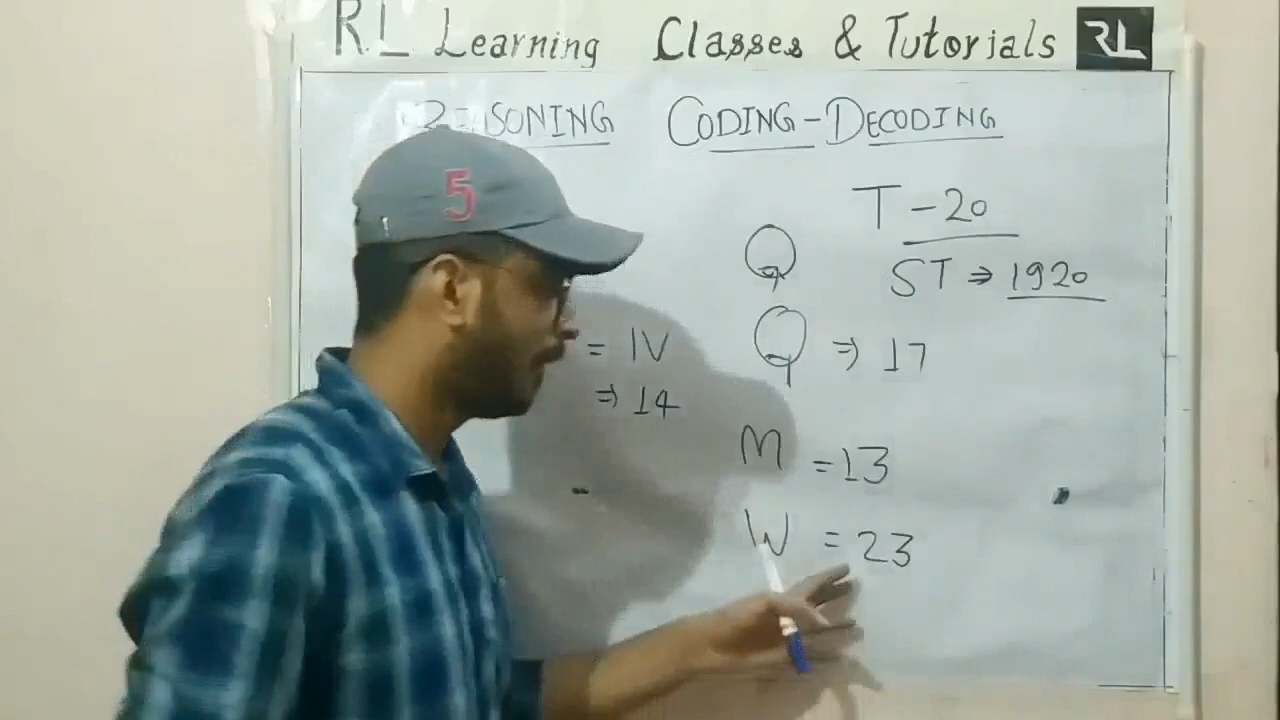 RL Learning Classes & Tutorials RL
SONING CODING-DECODING
5
T - 20
Q
ST ⇒ 1920
= IV
Q ⇒ 17
⇒ 14
M = 13
W = 23